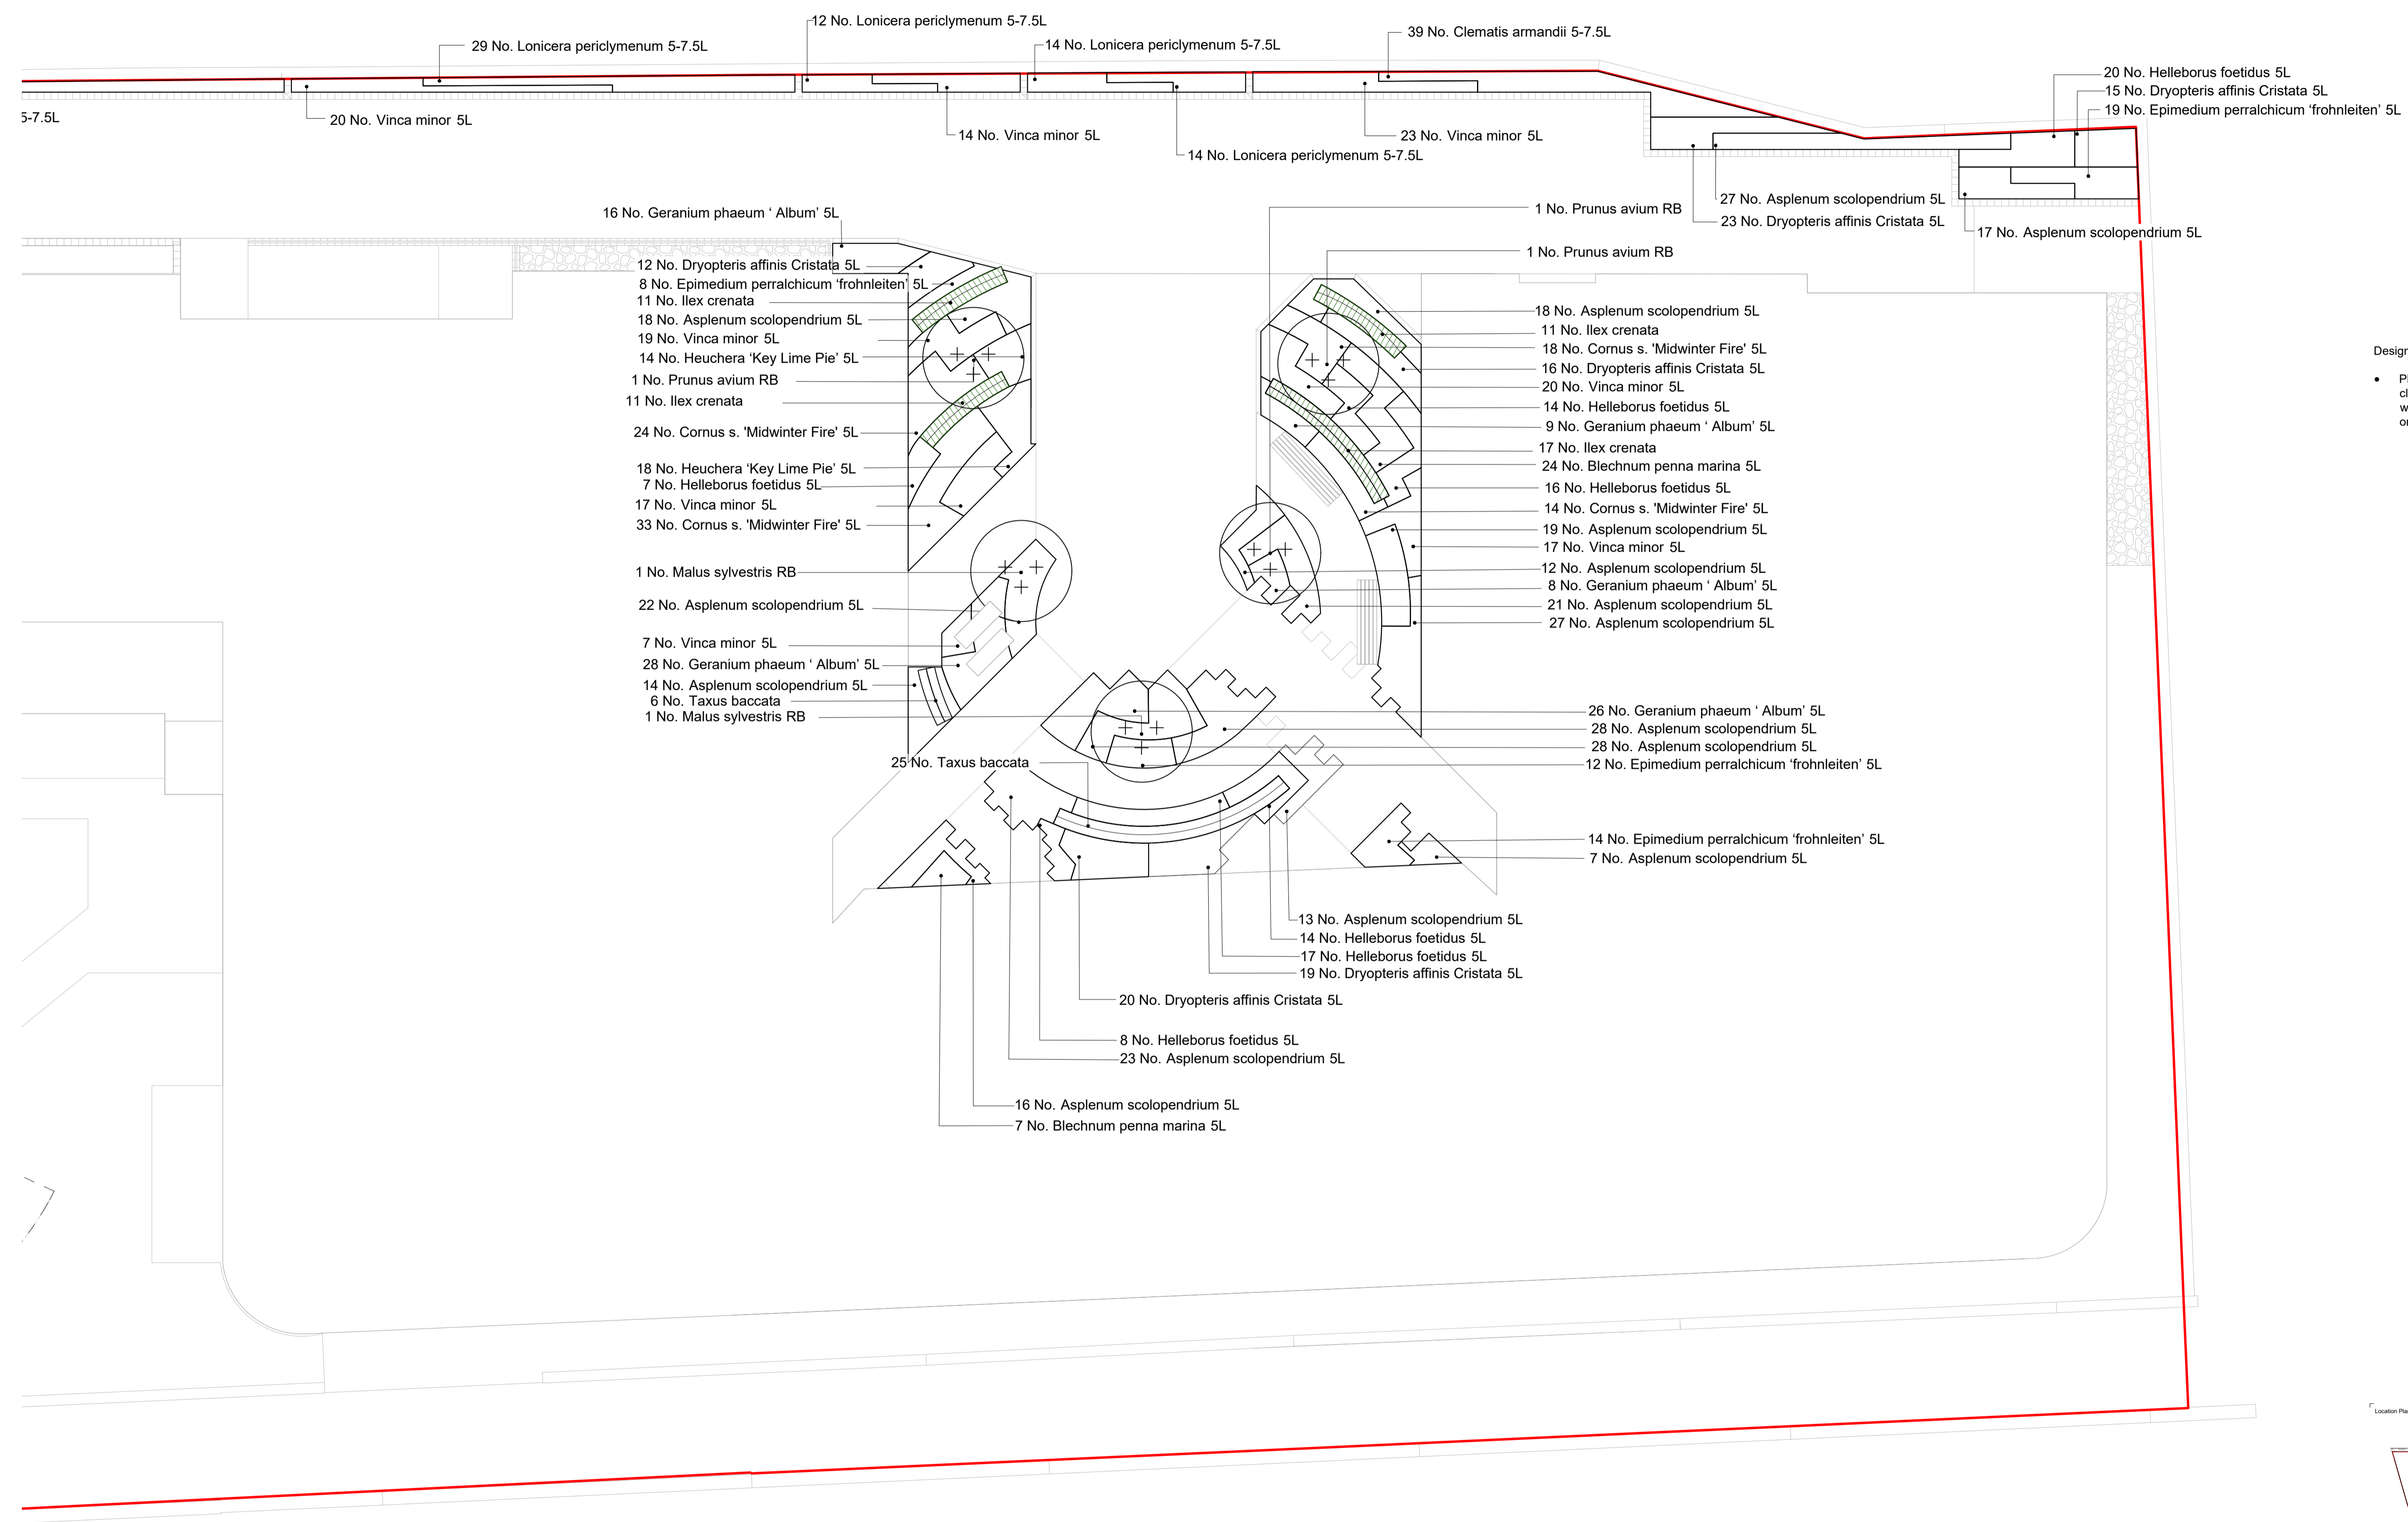 12 No. Lonicera periclymenum 5-7.5L
29 No. Lonicera periclymenum 5-7.5L
14 No. Lonicera periclymenum 5-7.5L
39 No. Clematis armandii 5-7.5L
20 No. Helleborus foetidus 5L
15 No. Dryopteris affinis Cristata 5L
19 No. Epimedium perralchicum ‘frohnleiten’ 5L
5-7.5L
20 No. Vinca minor 5L
14 No. Vinca minor 5L
14 No. Lonicera periclymenum 5-7.5L
23 No. Vinca minor 5L
27 No. Asplenum scolopendrium 5L
23 No. Dryopteris affinis Cristata 5L
17 No. Asplenum scolopendrium 5L
16 No. Geranium phaeum ‘ Album’ 5L
12 No. Dryopteris affinis Cristata 5L
8 No. Epimedium perralchicum ‘frohnleiten’ 5L
11 No. Ilex crenata
18 No. Asplenum scolopendrium 5L
19 No. Vinca minor 5L
14 No. Heuchera ‘Key Lime Pie’ 5L
1 No. Prunus avium RB
11 No. Ilex crenata
24 No. Cornus s. 'Midwinter Fire' 5L
18 No. Heuchera ‘Key Lime Pie’ 5L
7 No. Helleborus foetidus 5L
17 No. Vinca minor 5L
33 No. Cornus s. 'Midwinter Fire' 5L
1 No. Malus sylvestris RB
22 No. Asplenum scolopendrium 5L
7 No. Vinca minor 5L
28 No. Geranium phaeum ‘ Album’ 5L
14 No. Asplenum scolopendrium 5L
6 No. Taxus baccata
1 No. Malus sylvestris RB
25 No. Taxus baccata
1 No. Prunus avium RB
1 No. Prunus avium RB
18 No. Asplenum scolopendrium 5L
11 No. Ilex crenata
18 No. Cornus s. 'Midwinter Fire' 5L
16 No. Dryopteris affinis Cristata 5L
20 No. Vinca minor 5L
14 No. Helleborus foetidus 5L
9 No. Geranium phaeum ‘ Album’ 5L
17 No. Ilex crenata
24 No. Blechnum penna marina 5L
16 No. Helleborus foetidus 5L
14 No. Cornus s. 'Midwinter Fire' 5L
19 No. Asplenum scolopendrium 5L
17 No. Vinca minor 5L
12 No. Asplenum scolopendrium 5L
8 No. Geranium phaeum ‘ Album’ 5L
21 No. Asplenum scolopendrium 5L
27 No. Asplenum scolopendrium 5L
26 No. Geranium phaeum ‘ Album’ 5L
28 No. Asplenum scolopendrium 5L
28 No. Asplenum scolopendrium 5L
12 No. Epimedium perralchicum ‘frohnleiten’ 5L
14 No. Epimedium perralchicum ‘frohnleiten’ 5L
7 No. Asplenum scolopendrium 5L
13 No. Asplenum scolopendrium 5L
14 No. Helleborus foetidus 5L
17 No. Helleborus foetidus 5L
19 No. Dryopteris affinis Cristata 5L
20 No. Dryopteris affinis Cristata 5L
8 No. Helleborus foetidus 5L
23 No. Asplenum scolopendrium 5L
16 No. Asplenum scolopendrium 5L
7 No. Blechnum penna marina 5L
Design
Location Pla